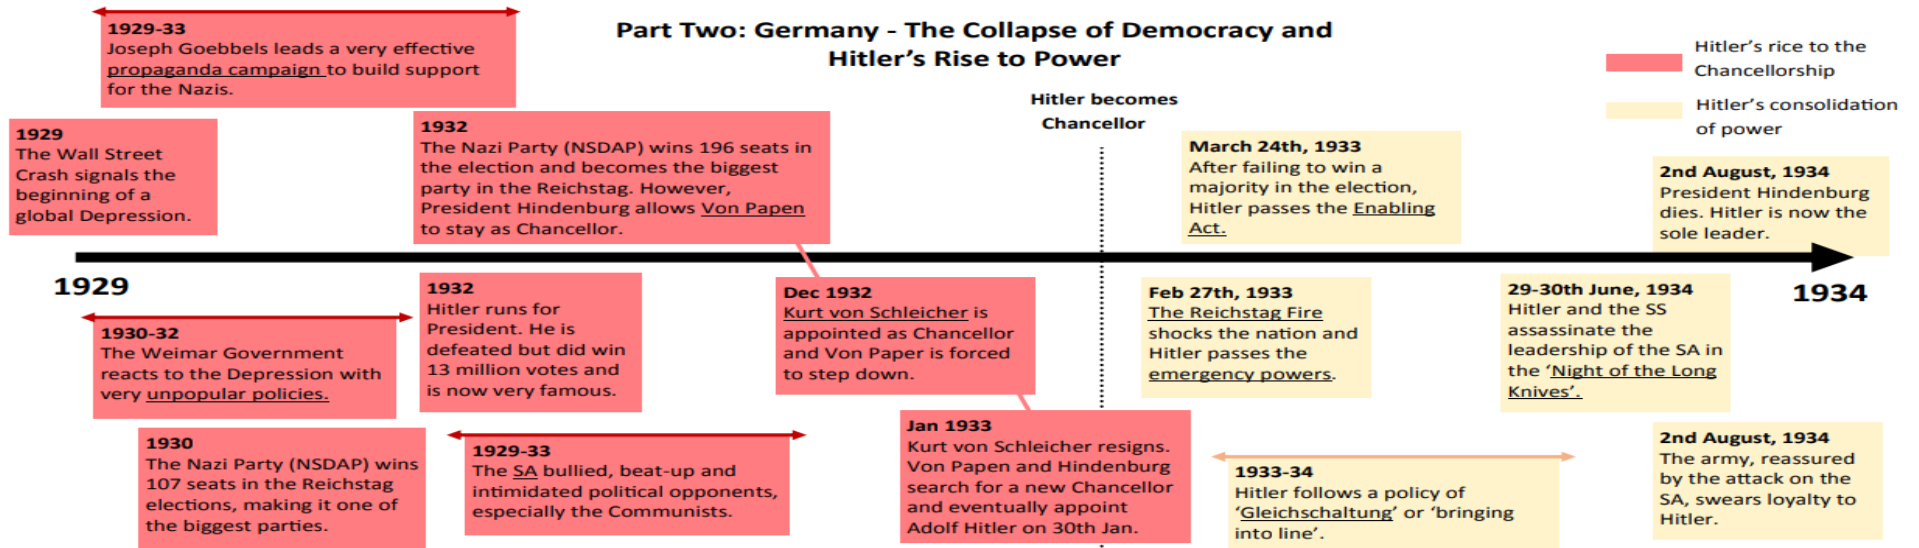 1929-33
Joseph Goebbels leads a very effective
propaganda campaign to build support
for the Nazis.
Part Two: Germany - The Collapse of Democracy and
Hitler's Rise to Power
Hitler's rice to the
Chancellorship
Hitler's consolidation
of power
Hitler becomes
Chancellor
1929
The Wall Street
Crash signals the
beginning of a
global Depression.
1932
The Nazi Party (NSDAP) wins 196 seats in
the election and becomes the biggest
party in the Reichstag. However,
President Hindenburg allows Von Papen
to stay as Chancellor.
March 24th, 1933
After failing to win a
majority in the election,
Hitler passes the Enabling
Act.
2nd August, 1934
President Hindenburg
dies. Hitler is now the
sole leader.
1929
1934
1930-32
The Weimar Government
reacts to the Depression with
very unpopular policies.
1932
Hitler runs for
President. He is
defeated but did win
13 million votes and
is now very famous.
Dec 1932
Kurt von Schleicher is
appointed as Chancellor
and Von Paper is forced
to step down.
Feb 27th, 1933
The Reichstag Fire
shocks the nation and
Hitler passes the
emergency powers.
29-30th June, 1934
Hitler and the SS
assassinate the
leadership of the SA in
the ‘Night of the Long
Knives’.
1930
The Nazi Party (NSDAP) wins
107 seats in the Reichstag
elections, making it one of
the biggest parties.
1929-33
The SA bullied, beat-up and
intimidated political opponents,
especially the Communists.
Jan 1933
Kurt von Schleicher resigns.
Von Papen and Hindenburg
search for a new Chancellor
and eventually appoint
Adolf Hitler on 30th Jan.
1933-34
Hitler follows a policy of
‘Gleichschaltung’ or ‘bringing
into line’.
2nd August, 1934
The army, reassured
by the attack on the
SA, swears loyalty to
Hitler.